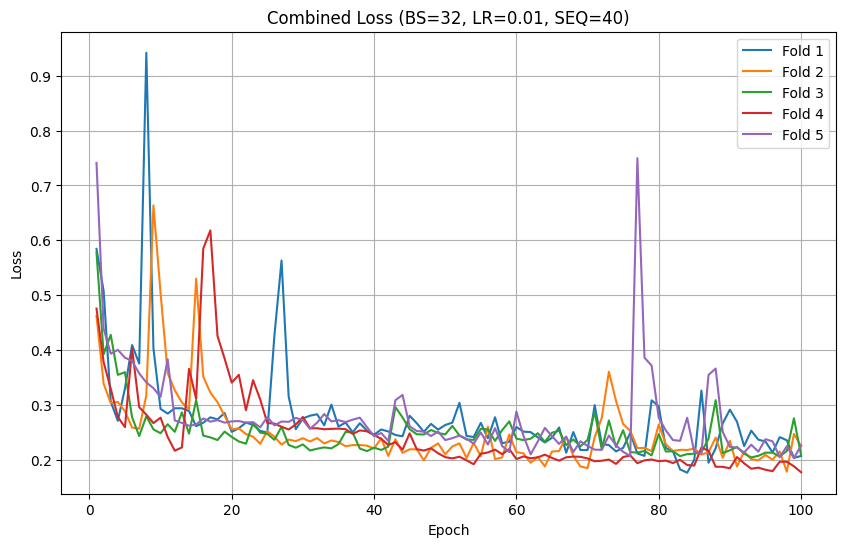 Combined Loss (BS=32, LR=0.01, SEQ=40)
Fold 1
Fold 2
Fold 3
Fold 4
Fold 5
Loss
0.9
0.8
0.7
0.6
0.5
0.4
0.3
0.2
0 20 40 60 80 100
Epoch